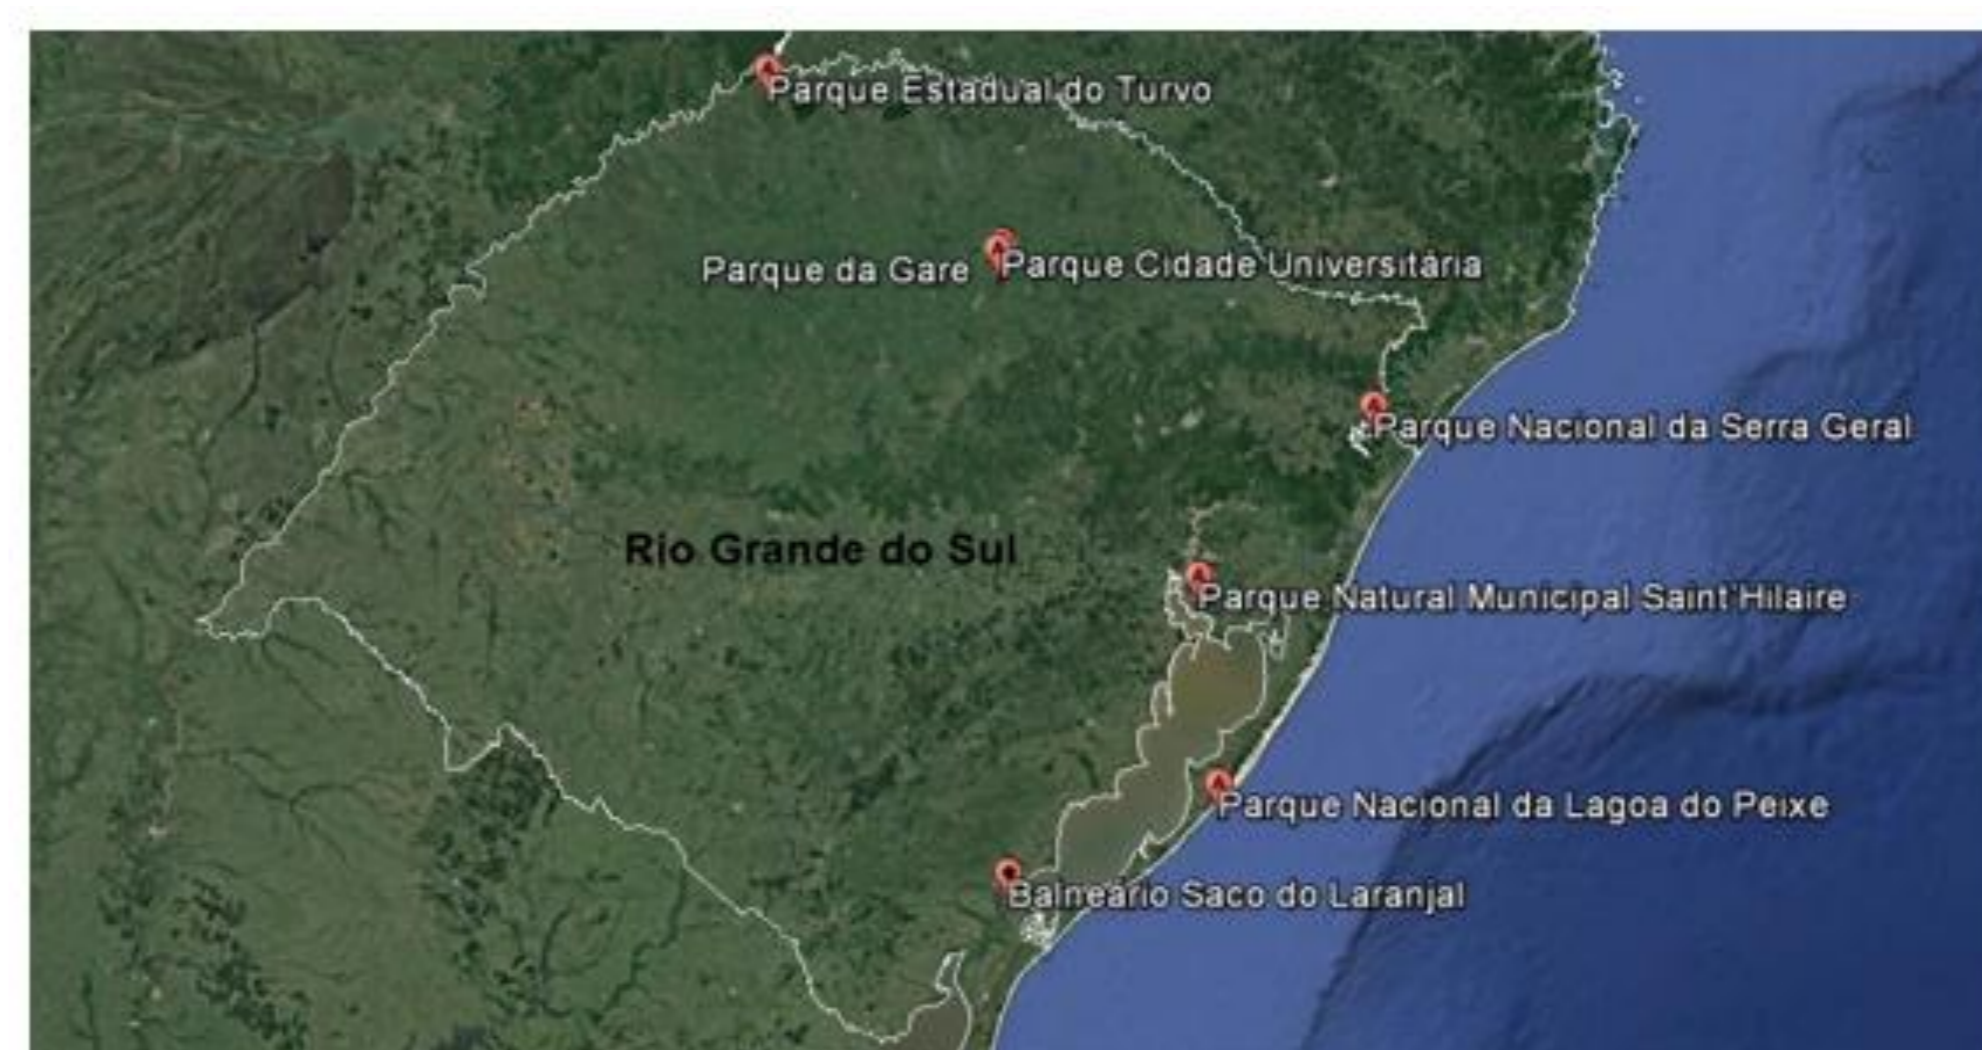 Parque Estadual do Turvo
Parque da Gare
Parque Cidade Universitária
Parque Nacional da Serra Geral
Rio Grande do Sul
Parque Natural Municipal Saint'Hilaire
Parque Nacional da Lagoa do Peixe
Balneário Saco do Laranjal